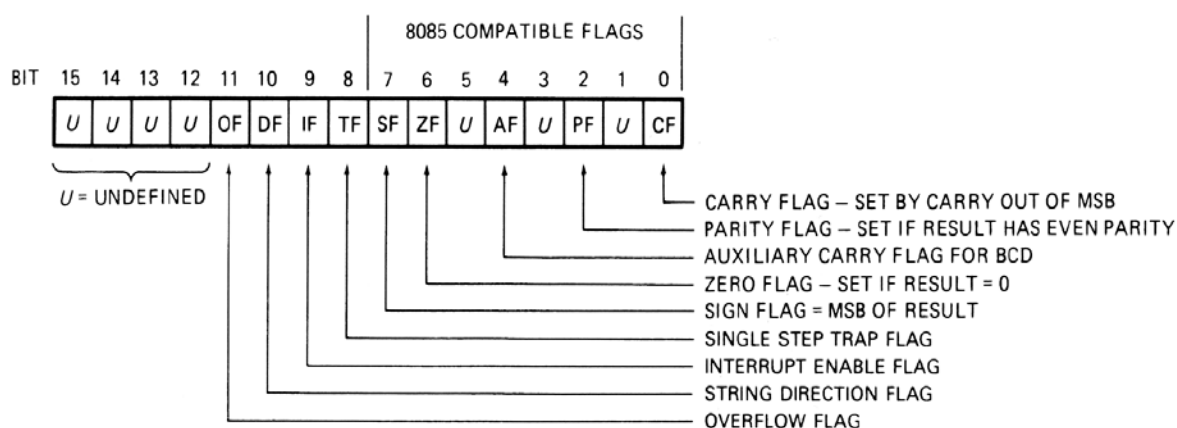 8085 COMPATIBLE FLAGS
BIT 15 14 13 12 11 10 9 8 7 6 5 4 3 2 1 0
U U U U OF DF IF TF SF ZF U AF U PF U CF
U = UNDEFINED
CARRY FLAG – SET BY CARRY OUT OF MSB
PARITY FLAG – SET IF RESULT HAS EVEN PARITY
AUXILIARY CARRY FLAG FOR BCD
ZERO FLAG – SET IF RESULT = 0
SIGN FLAG = MSB OF RESULT
SINGLE STEP TRAP FLAG
INTERRUPT ENABLE FLAG
STRING DIRECTION FLAG
OVERFLOW FLAG